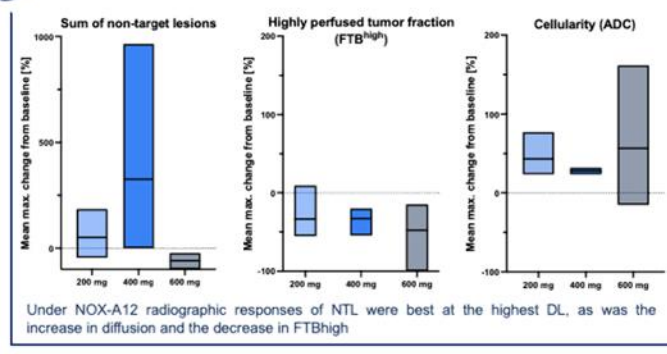 Sum of non-target lesions
Mean max. change from baseline [%]
1000
500
0
200 mg 400 mg 600 mg
Highly perfused tumor fraction
(FTBhigh)
Mean max. change from baseline [%]
200
100
0
-100
200 mg 400 mg 600 mg
Cellularity (ADC)
Mean max. change from baseline [%]
200
100
0
-100
200 mg 400 mg 600 mg
Under NOX-A12 radiographic responses of NTL were best at the highest DL, as was the
increase in diffusion and the decrease in FTBhigh